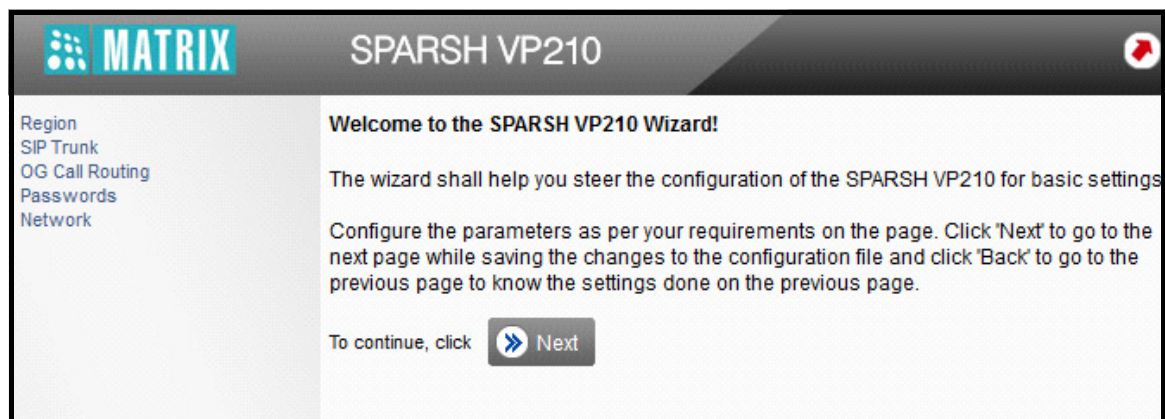 MATRIX
SPARSH VP210
Region
SIP Trunk
OG Call Routing
Passwords
Network
Welcome to the SPARSH VP210 Wizard!
The wizard shall help you steer the configuration of the SPARSH VP210 for basic settings
Configure the parameters as per your requirements on the page. Click 'Next' to go to the
next page while saving the changes to the configuration file and click 'Back' to go to the
previous page to know the settings done on the previous page.
To continue, click Next